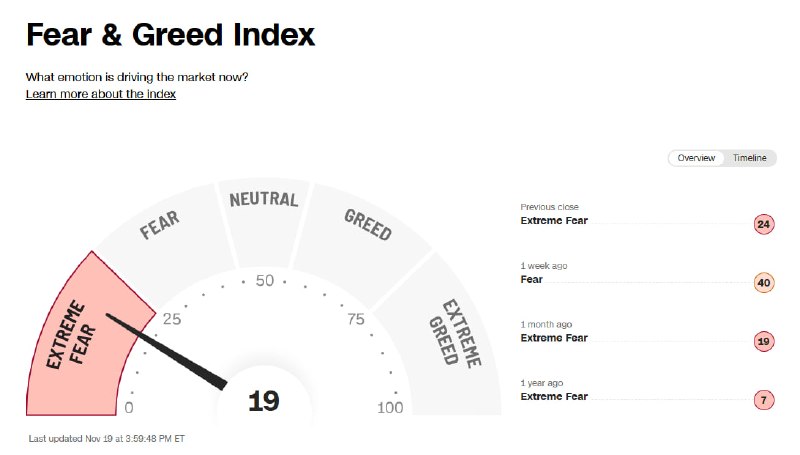 Fear & Greed Index
What emotion is driving the market now?
Learn more about the index
Overview
Timeline
EXTREME
FEAR
FEAR
NEUTRAL
GREED
EXTREME
GREED
0
25
50
75
100
19
Last updated Nov 19 at 3:59:48 PM ET
Previous close
Extreme Fear
24
1 week ago
Fear
40
1 month ago
Extreme Fear
19
1 year ago
Extreme Fear
7